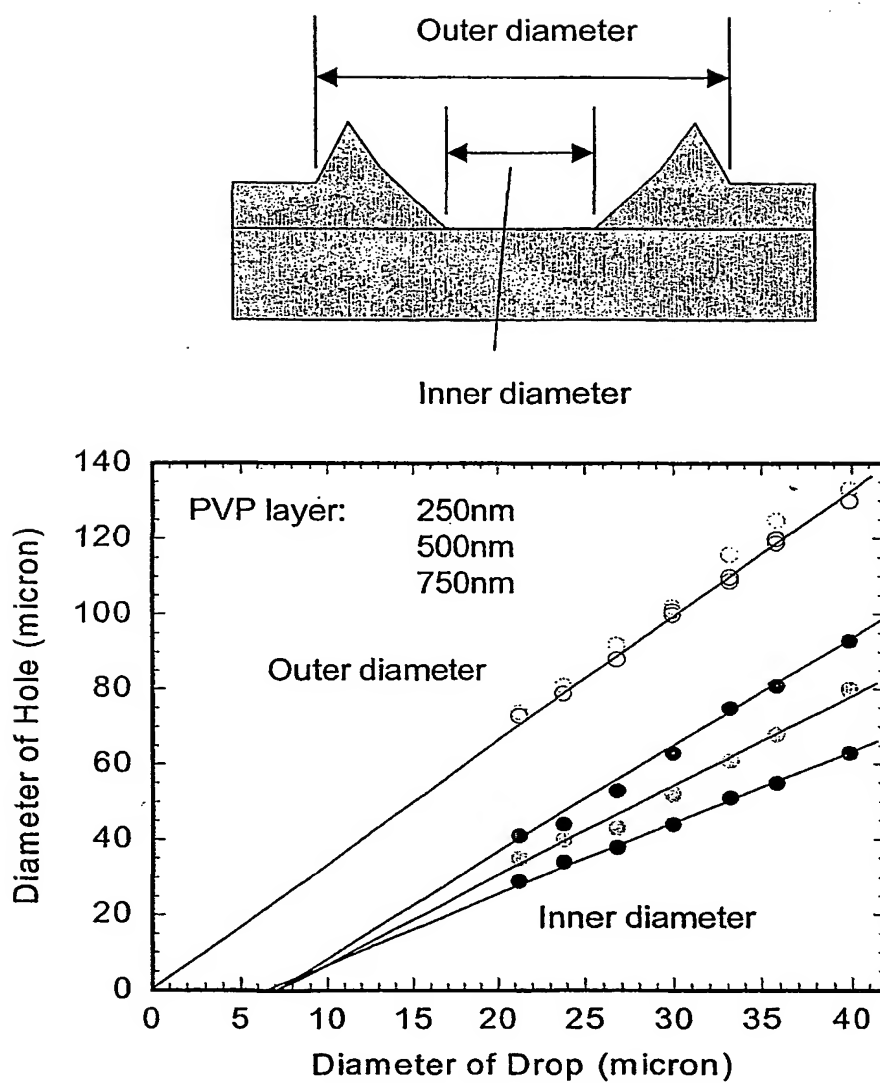 Outer diameter
Inner diameter
PVP layer: 250nm
500nm
750nm
Outer diameter
Inner diameter
Diameter of Hole (micron)
140
120
100
80
60
40
20
0
0 5 10 15 20 25 30 35 40
Diameter of Drop (micron)